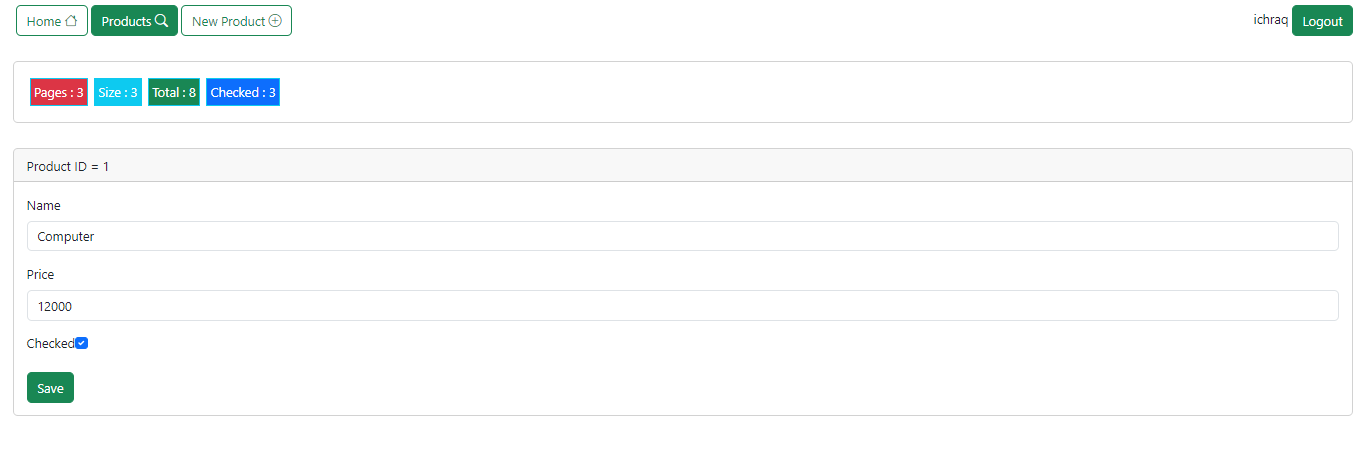 Home Products New Product ichraq Logout
Pages : 3 Size : 3 Total : 8 Checked : 3
Product ID = 1
Name
Computer
Price
12000
Checked
Save